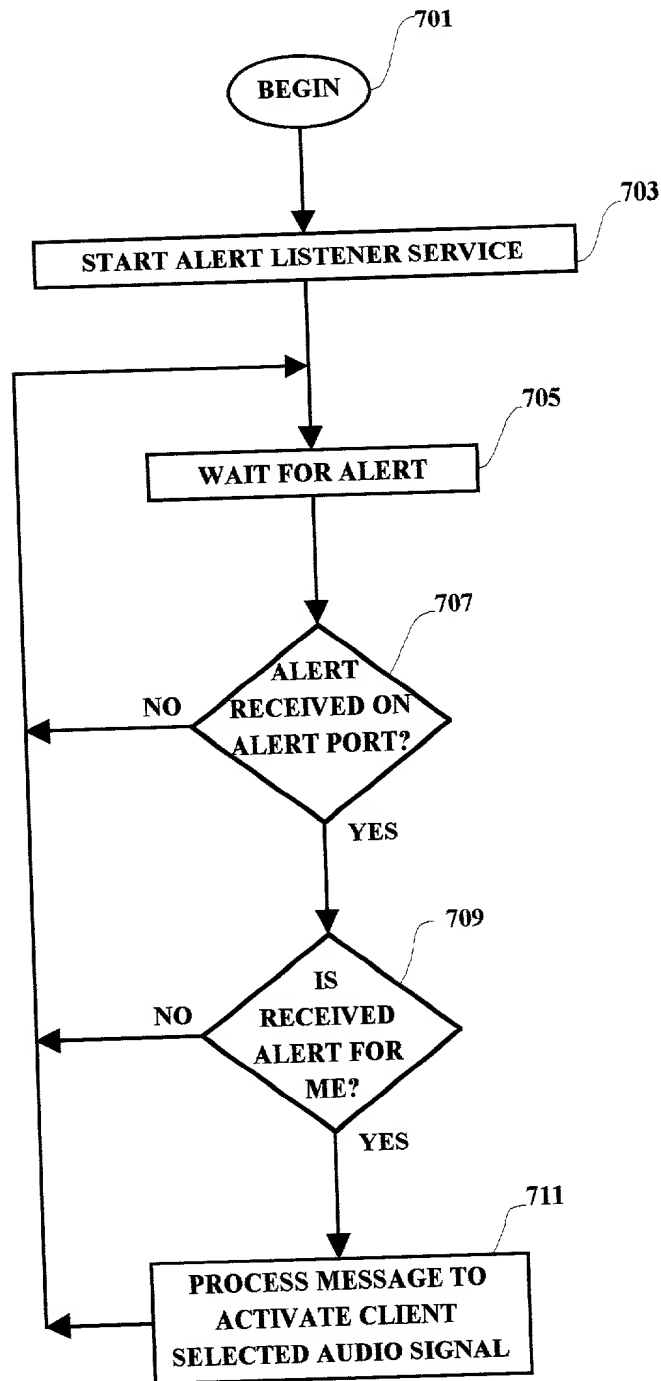 701
BEGIN
703
START ALERT LISTENER SERVICE
705
WAIT FOR ALERT
707
ALERT
RECEIVED ON
ALERT PORT?
NO
YES
709
IS
RECEIVED
ALERT FOR
ME?
NO
YES
711
PROCESS MESSAGE TO
ACTIVATE CLIENT
SELECTED AUDIO SIGNAL